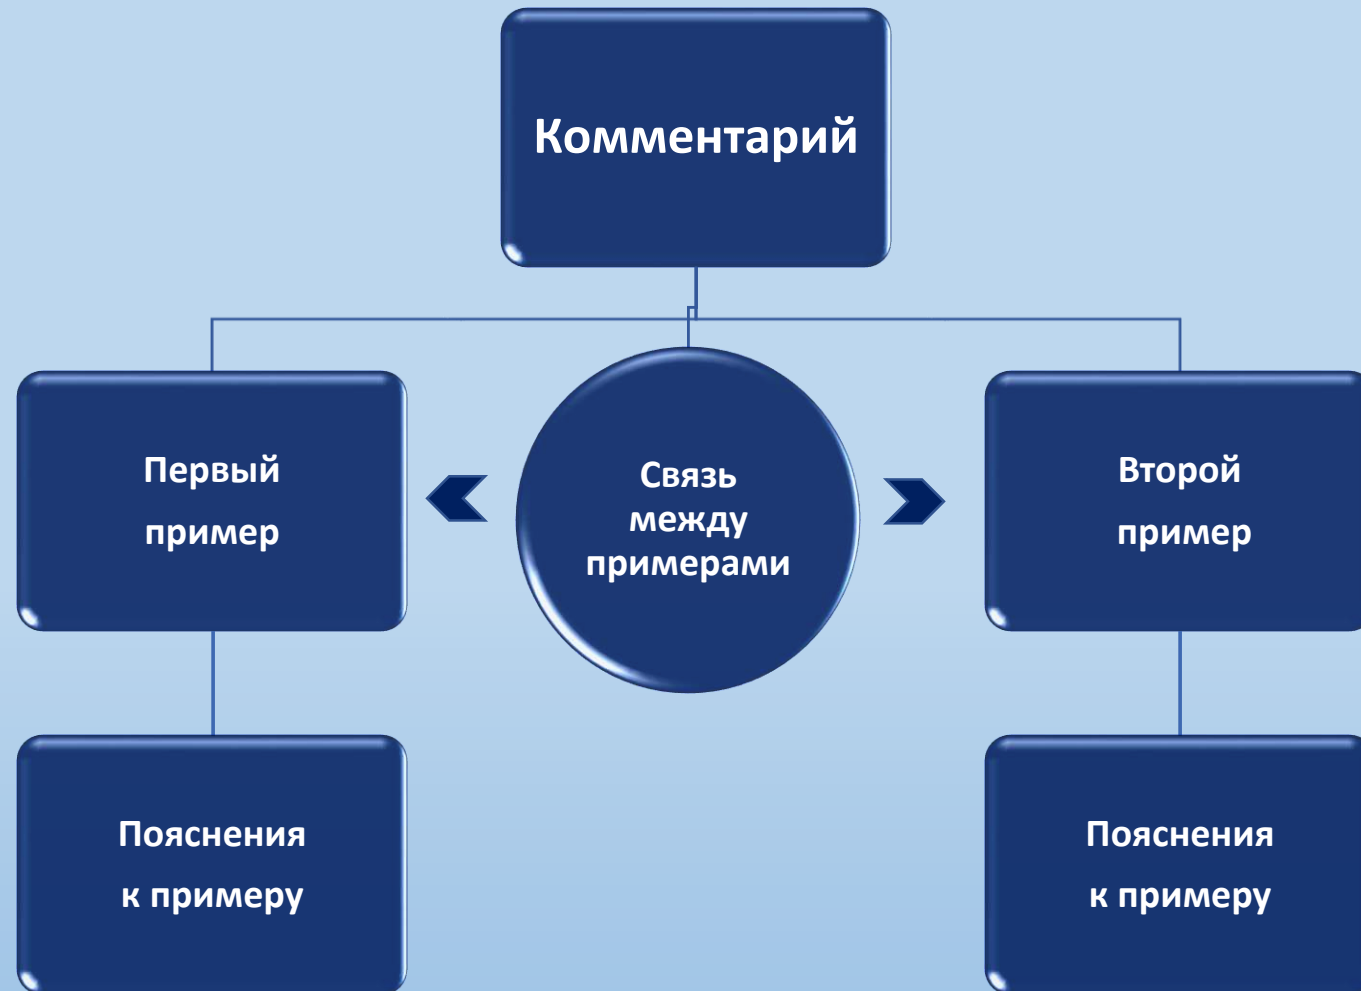 Комментарий
Первый
пример
Связь
между
примерами
Второй
пример
Пояснения
к примеру
Пояснения
к примеру